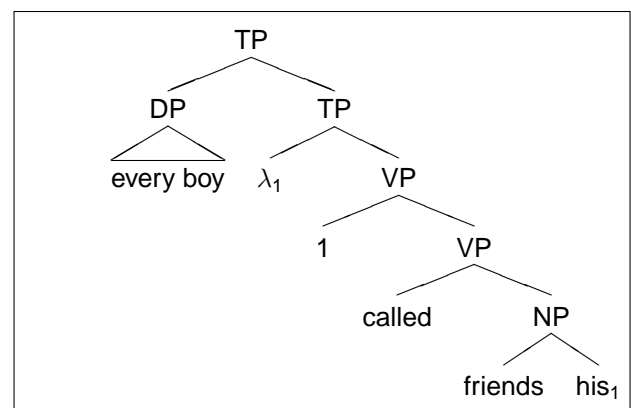 TP
DP TP
every boy λ₁ VP
1 VP
called NP
friends his₁